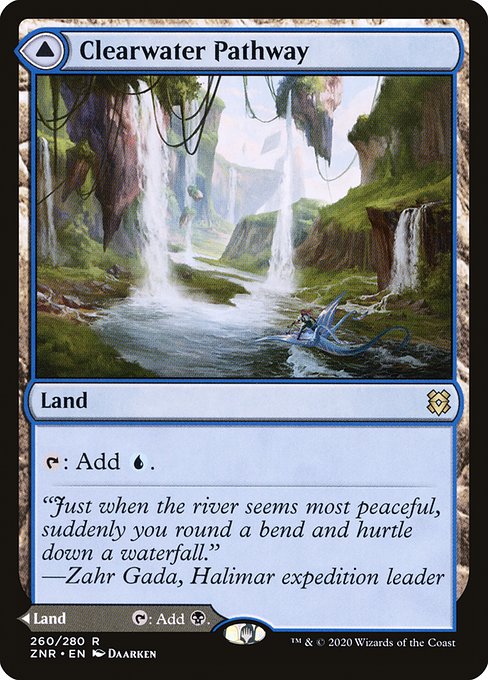 Clearwater Pathway
Land
: Add .
“Just when the river seems most peaceful,
suddenly you round a bend and hurtle
down a waterfall.”
—Zahr Gada, Halimar expedition leader
Land : Add .
260/280 R
ZNR • EN Daarken
™ & © 2020 Wizards of the Coast